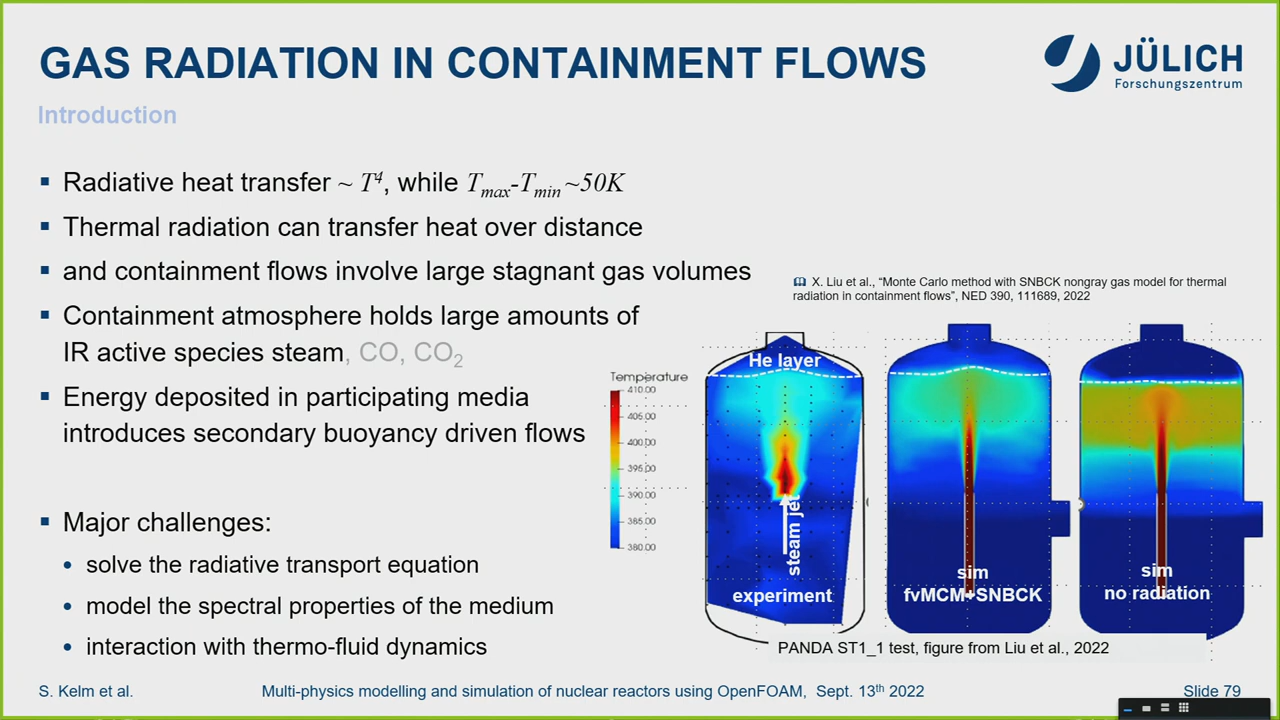 GAS RADIATION IN CONTAINMENT FLOWS
JÜLICH
Forschungszentrum
Introduction
▪ Radiative heat transfer ~ T⁴, while Tmax-Tmin ~50K
▪ Thermal radiation can transfer heat over distance
▪ and containment flows involve large stagnant gas volumes
▪ Containment atmosphere holds large amounts of
IR active species steam, CO, CO₂
▪ Energy deposited in participating media
introduces secondary buoyancy driven flows
▪ Major challenges:
• solve the radiative transport equation
• model the spectral properties of the medium
• interaction with thermo-fluid dynamics
X. Liu et al., “Monte Carlo method with SNBCK nongray gas model for thermal
radiation in containment flows”, NED 390, 111689, 2022
Temperature
410.00
405.00
400.00
395.00
390.00
385.00
380.00
He layer
steam jet
experiment
sim
fvMCM+SNBCK
sim
no radiation
PANDA ST1_1 test, figure from Liu et al., 2022
S. Kelm et al.
Multi-physics modelling and simulation of nuclear reactors using OpenFOAM, Sept. 13th 2022
Slide 79